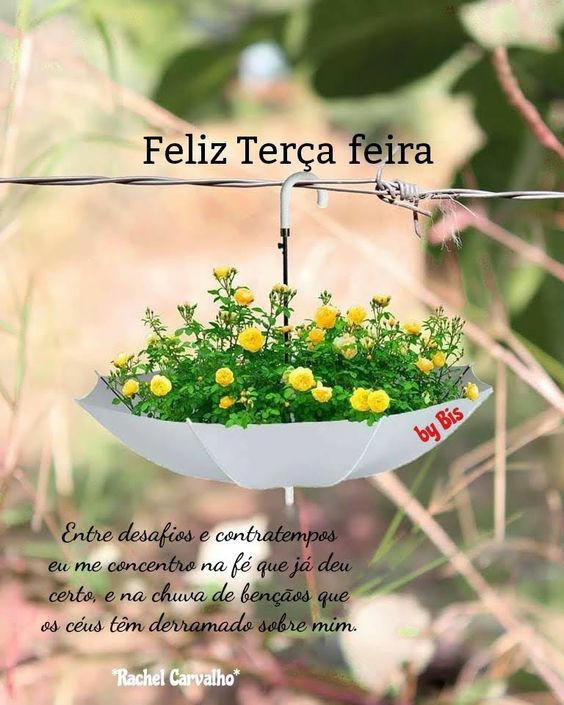 Feliz Terça feira
by Bis
Entre desafios e contratempos
eu me concentro na fé que já deu
certo, e na chuva de bençãos que
os céus têm derramado sobre mim.
*Rachel Carvalho*